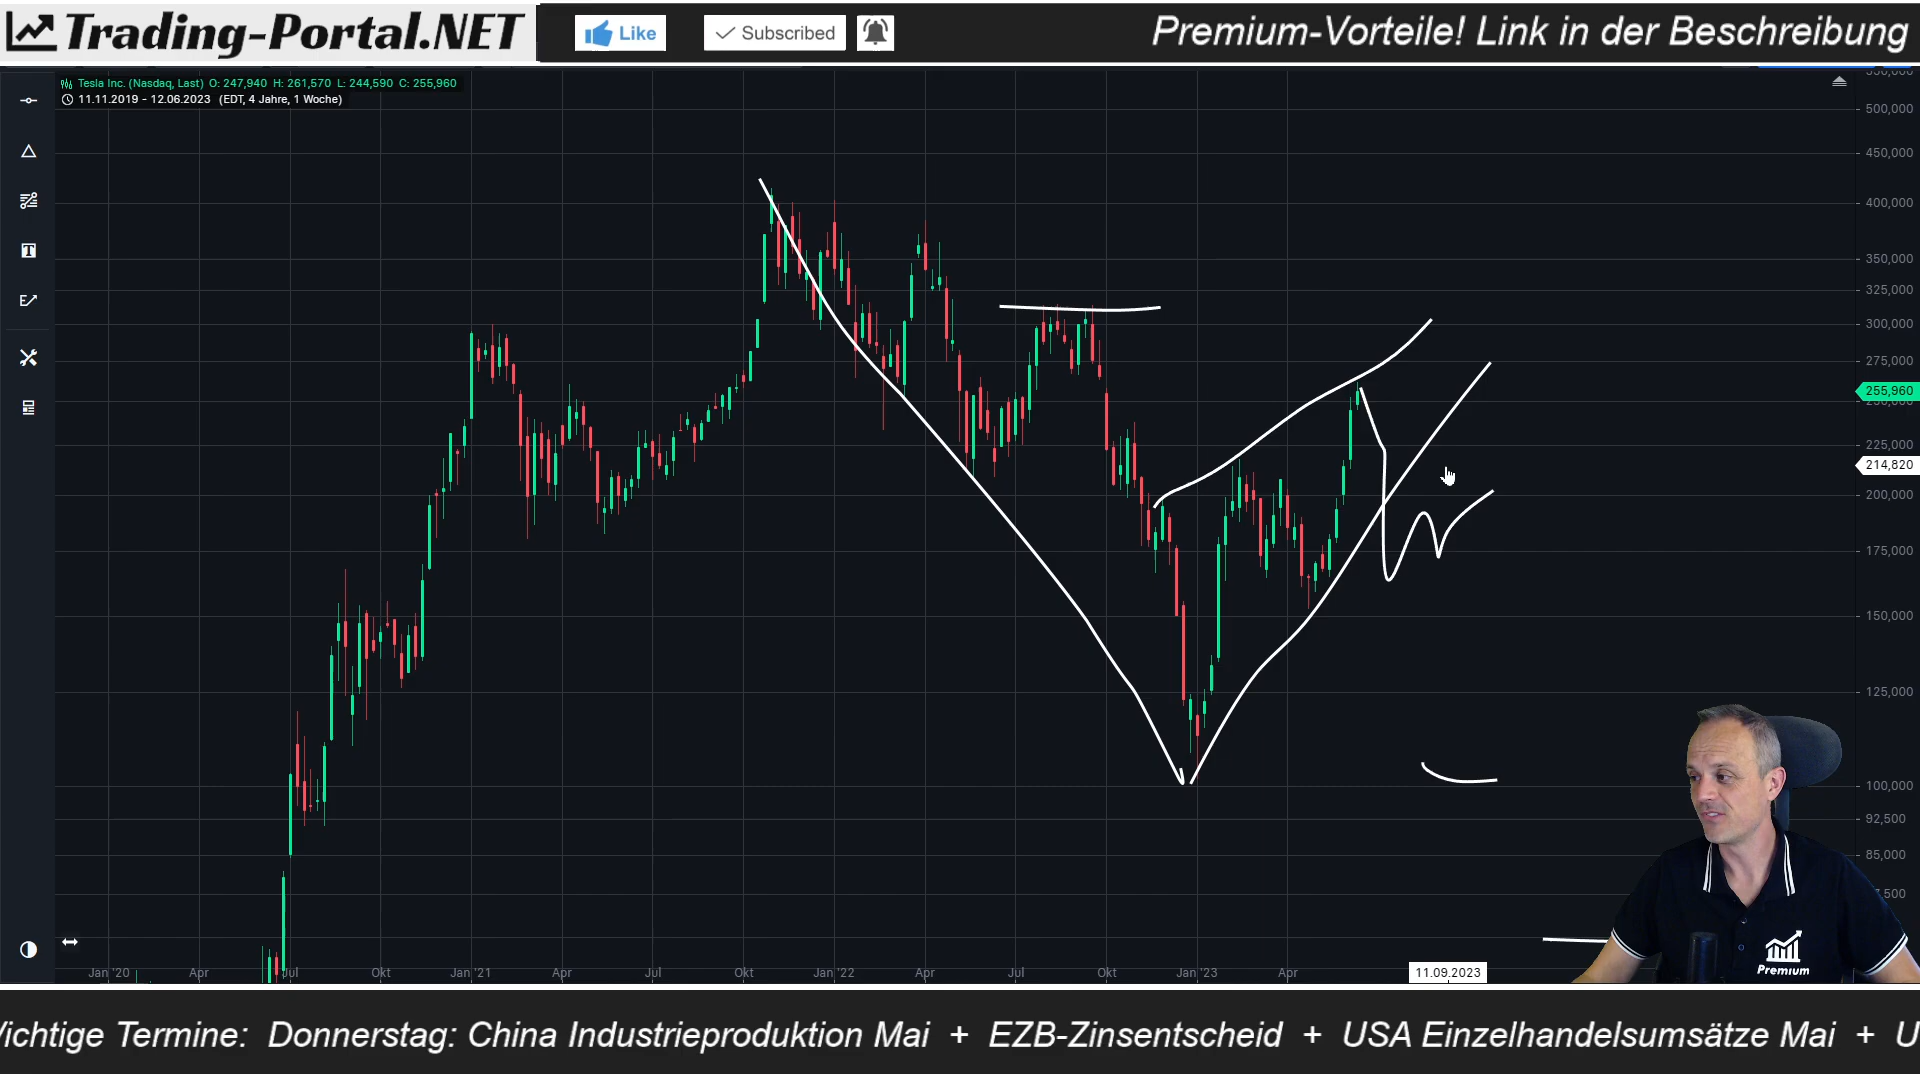 Trading-Portal.NET
Like
Subscribed
Premium-Vorteile! Link in der Beschreibung
Tesla Inc. (Nasdaq, Last) O: 247,940 H: 261,570 L: 244,590 C: 255,960
11.11.2019 - 12.06.2023 (EDT, 4 Jahre, 1 Woche)
500,000
450,000
400,000
350,000
325,000
300,000
275,000
255,960
225,000
214,820
200,000
175,000
150,000
125,000
100,000
92,500
85,000
Premium
Jan '20 Apr Jul Okt Jan '21 Apr Jul Okt Jan '22 Apr Jul Okt Jan '23 Apr 11.09.2023
Wichtige Termine: Donnerstag: China Industrieproduktion Mai + EZB-Zinsentscheid + USA Einzelhandelsumsätze Mai + U